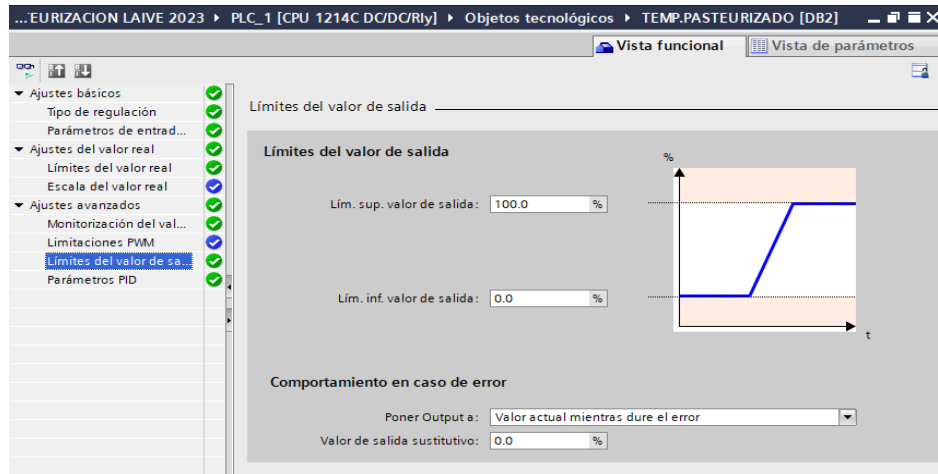 ...'EURIZACION LAIVE 2023 ▸ PLC_1 [CPU 1214C DC/DC/Rly] ▸ Objetos tecnológicos ▸ TEMP.PASTEURIZADO [DB2]
Vista funcional
Vista de parámetros
Ajustes básicos
Tipo de regulación
Parámetros de entrad...
Ajustes del valor real
Límites del valor real
Escala del valor real
Ajustes avanzados
Monitorización del val...
Limitaciones PWM
Límites del valor de sa...
Parámetros PID
Límites del valor de salida
Límites del valor de salida
%
Lím. sup. valor de salida: 100.0 %
Lím. inf. valor de salida: 0.0 %
t
Comportamiento en caso de error
Poner Output a: Valor actual mientras dure el error
Valor de salida sustitutivo: 0.0 %